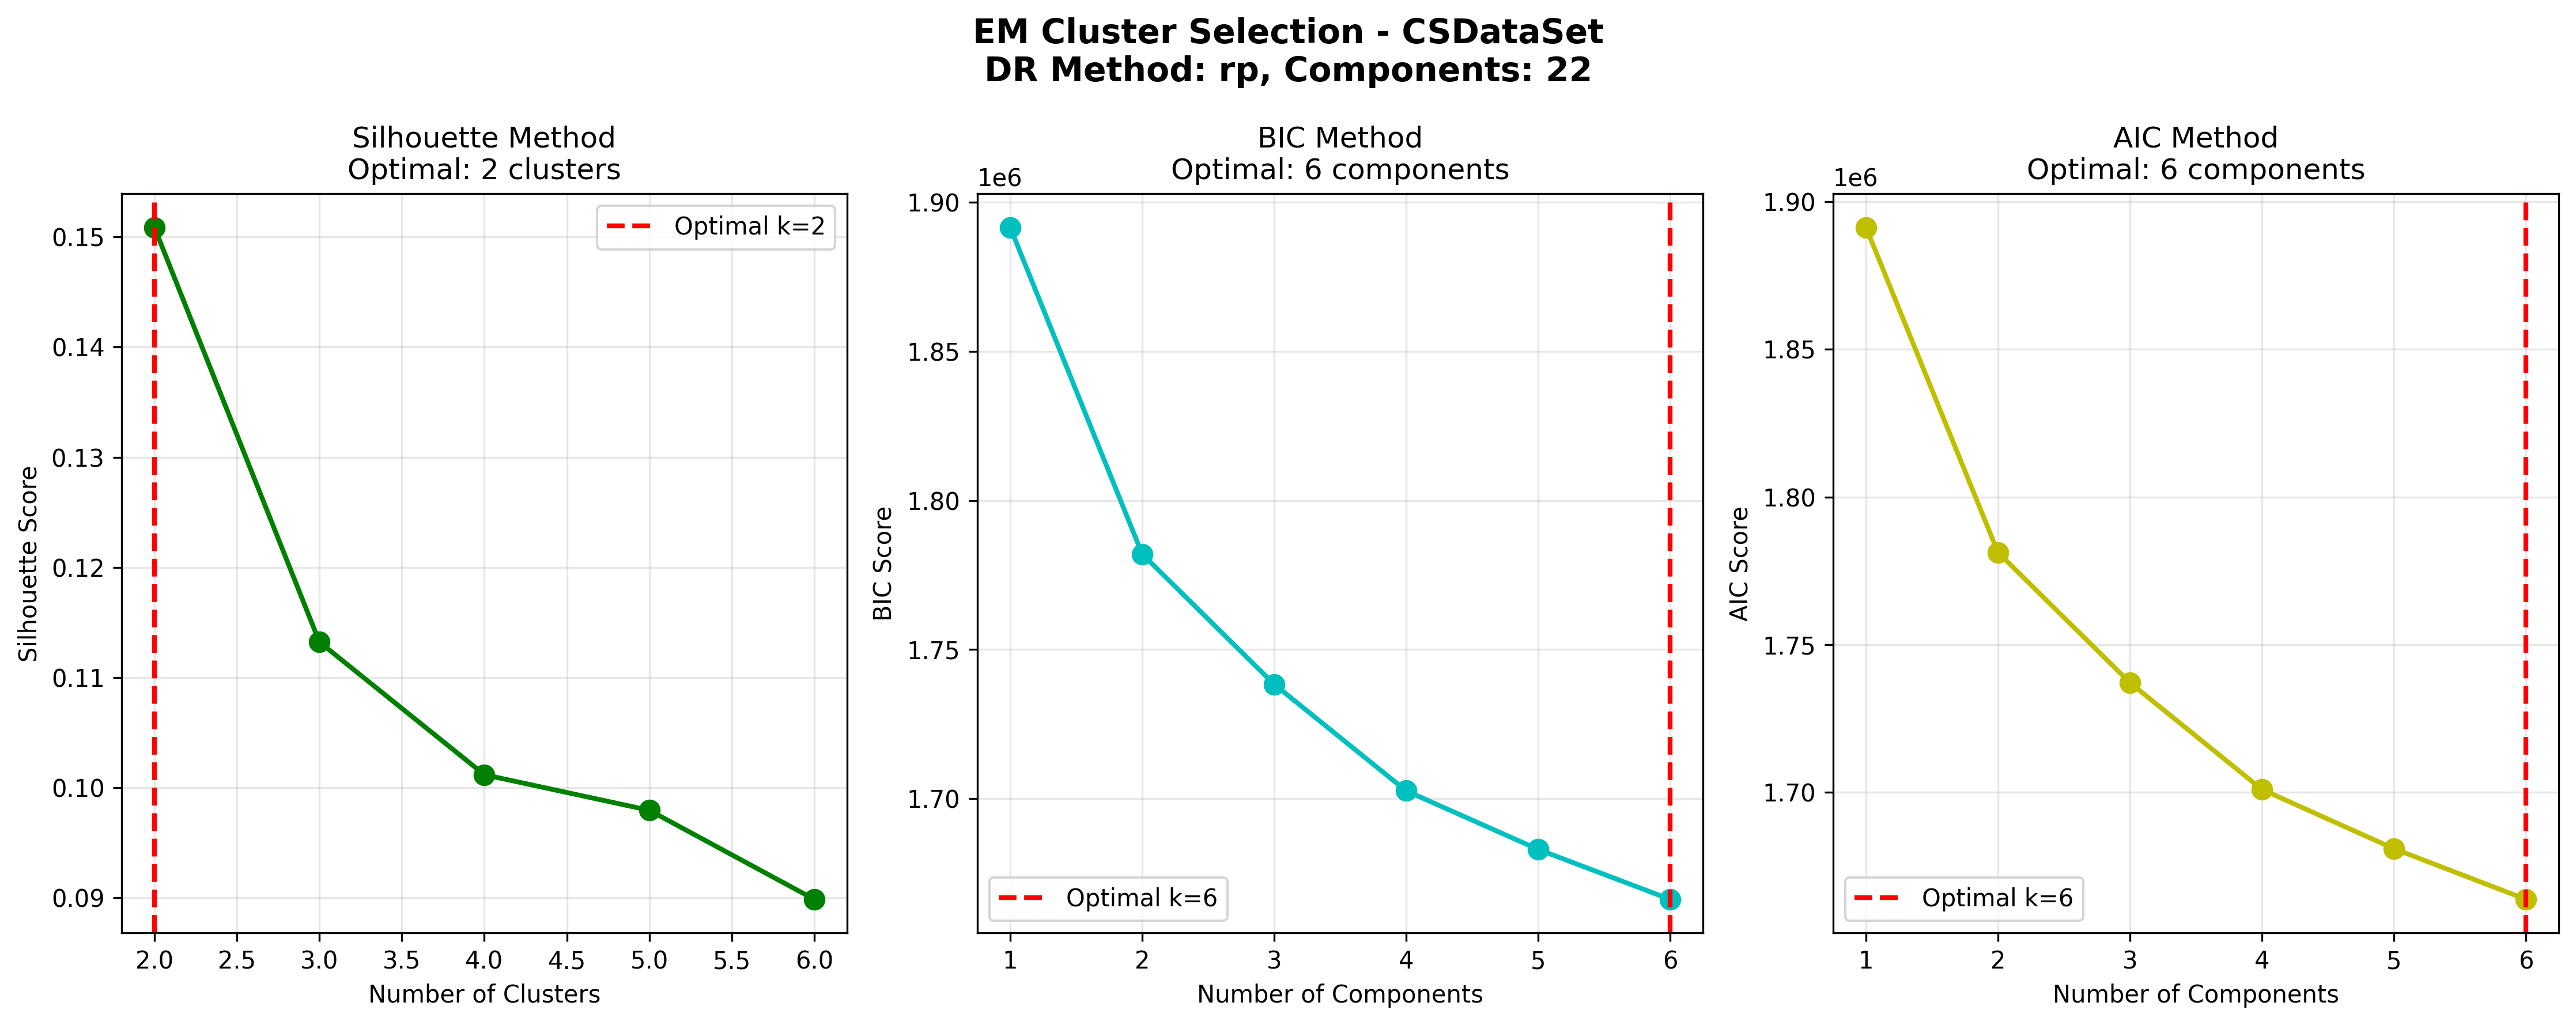 EM Cluster Selection - CSDataSet
DR Method: rp, Components: 22
Silhouette Method
Optimal: 2 clusters
Optimal k=2
Silhouette Score
0.15
0.14
0.13
0.12
0.11
0.10
0.09
2.0 2.5 3.0 3.5 4.0 4.5 5.0 5.5 6.0
Number of Clusters
BIC Method
Optimal: 6 components
1e6
BIC Score
1.90
1.85
1.80
1.75
1.70
Optimal k=6
1 2 3 4 5 6
Number of Components
AIC Method
Optimal: 6 components
1e6
AIC Score
1.90
1.85
1.80
1.75
1.70
Optimal k=6
1 2 3 4 5 6
Number of Components